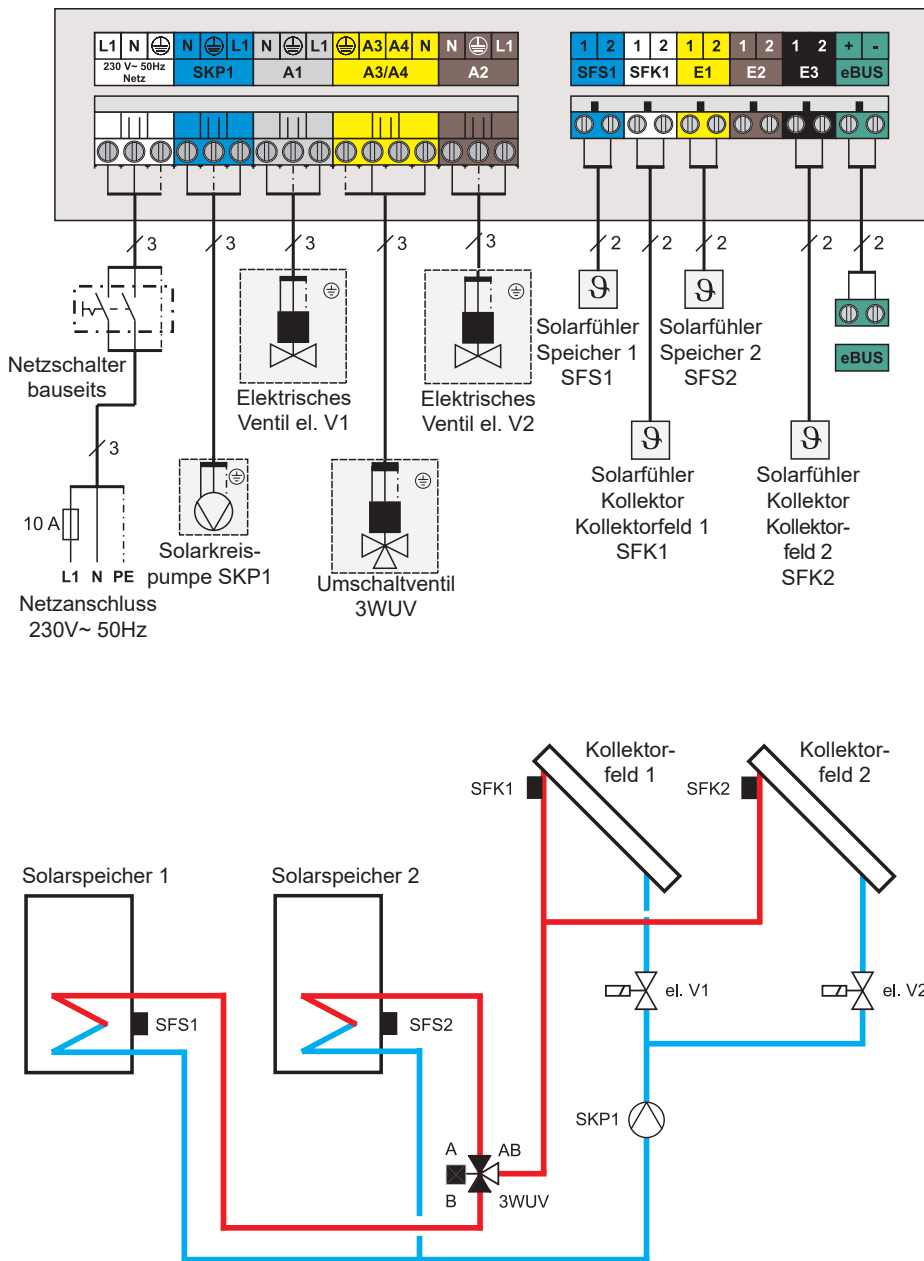 L1 N N L1 N L1 A3 A4 N N L1
1 2 1 2 1 2 1 2 1 2 + -
230 V~ 50Hz
Netz
SKP1 A1 A3/A4 A2
SFS1 SFK1 E1 E2 E3 eBUS
3 3 3 3 3 2 2 2 2 2
ϑ ϑ
Solarfühler
Speicher 1
SFS1
Solarfühler
Speicher 2
SFS2
eBUS
Netzschalter
bauseits
Elektrisches
Ventil el. V1
Elektrisches
Ventil el. V2
3
ϑ ϑ
Solarfühler
Kollektor
Kollektorfeld 1
SFK1
Solarfühler
Kollektor
Kollektor-
feld 2
SFK2
10 A
L1 N PE
Netzanschluss
230V~ 50Hz
Solarkreis-
pumpe SKP1
Umschaltventil
3WUV
Kollektor-
feld 1
Kollektor-
feld 2
SFK1
SFK2
Solarspeicher 1
Solarspeicher 2
el. V1
el. V2
SFS1
SFS2
SKP1
A
AB
B
3WUV